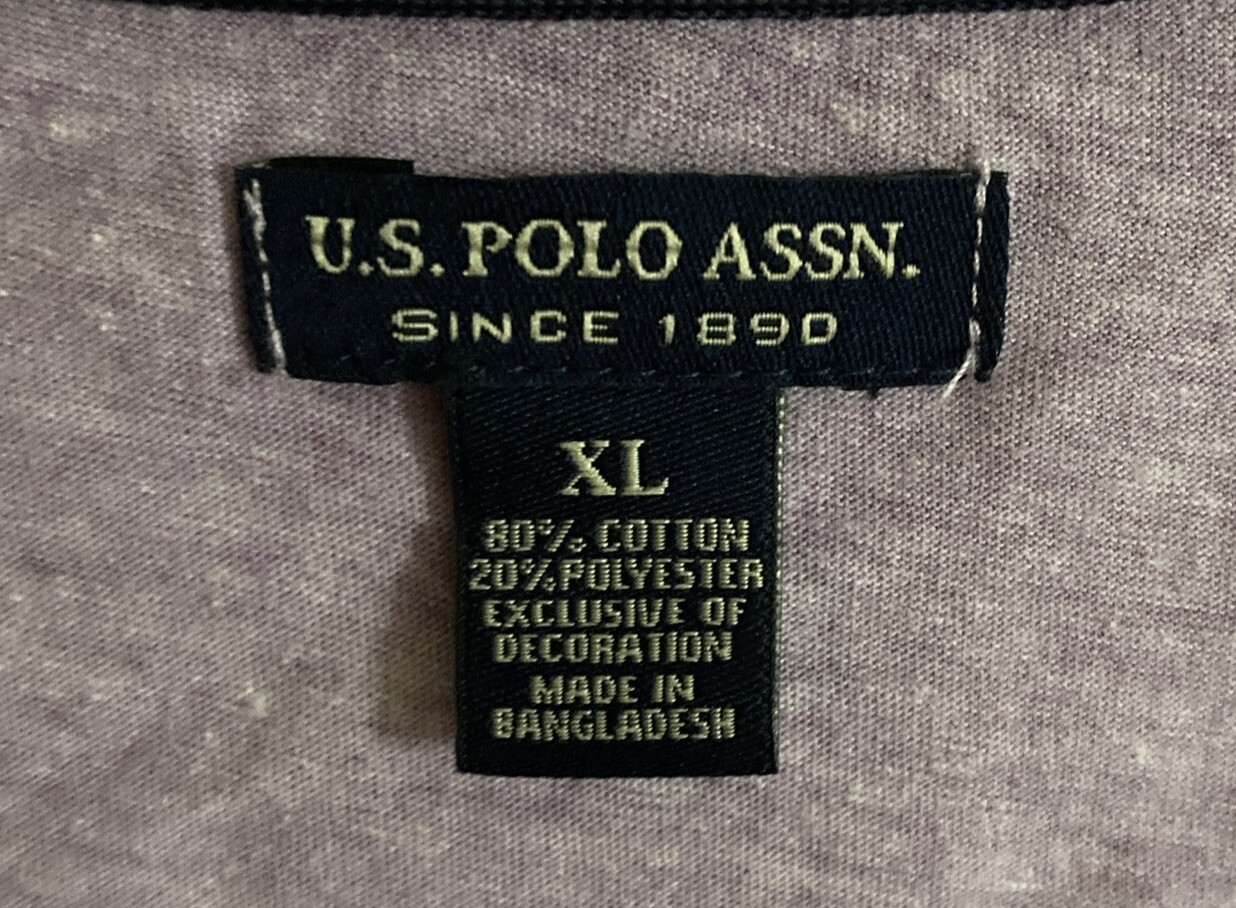 U.S. POLO ASSN.
SINCE 1890
XL
80% COTTON
20% POLYESTER
EXCLUSIVE OF
DECORATION
MADE IN
BANGLADESH